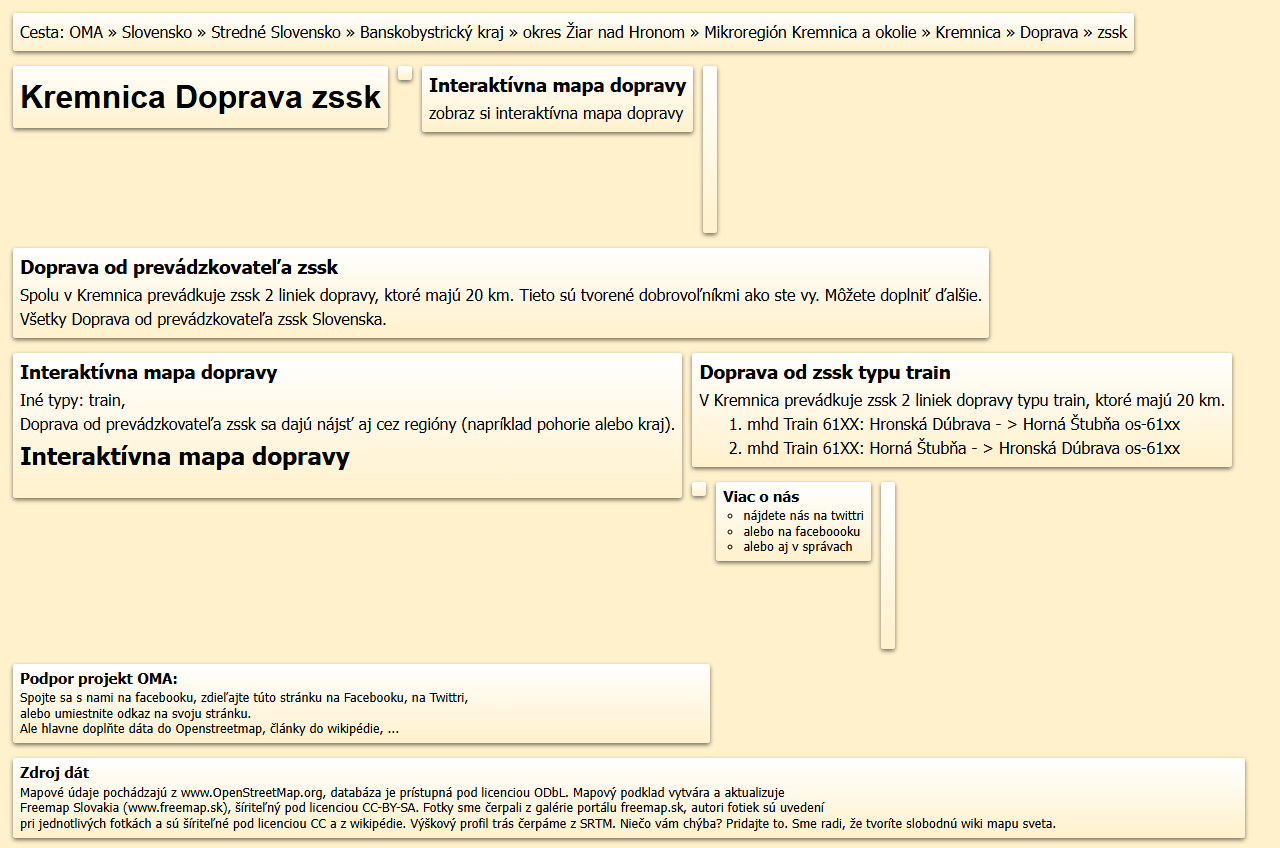 Cesta: OMA » Slovensko » Stredné Slovensko » Banskobystrický kraj » okres Žiar nad Hronom » Mikroregión Kremnica a okolie » Kremnica » Doprava » zssk
Kremnica Doprava zssk
Interaktívna mapa dopravy
zobraz si interaktívna mapa dopravy
Doprava od prevádzkovateľa zssk
Spolu v Kremnica prevádkuje zssk 2 liniek dopravy, ktoré majú 20 km. Tieto sú tvorené dobrovoľníkmi ako ste vy. Môžete doplniť ďalšie.
Všetky Doprava od prevádzkovateľa zssk Slovenska.
Interaktívna mapa dopravy
Iné typy: train,
Doprava od prevádzkovateľa zssk sa dajú nájsť aj cez regióny (napríklad pohorie alebo kraj).
Interaktívna mapa dopravy
Doprava od zssk typu train
V Kremnica prevádkuje zssk 2 liniek dopravy typu train, ktoré majú 20 km.
1. mhd Train 61XX: Hronská Dúbrava - > Horná Štubňa os-61xx
2. mhd Train 61XX: Horná Štubňa - > Hronská Dúbrava os-61xx
Viac o nás
nájdete nás na twittri
alebo na faceboooku
alebo aj v správach
Podpor projekt OMA:
Spojte sa s nami na facebooku, zdieľajte túto stránku na Facebooku, na Twittri,
alebo umiestnite odkaz na svoju stránku.
Ale hlavne doplňte dáta do Openstreetmap, články do wikipédie, ...
Zdroj dát
Mapové údaje pochádzajú z www.OpenStreetMap.org, databáza je prístupná pod licenciou ODbL. Mapový podklad vytvára a aktualizuje
Freemap Slovakia (www.freemap.sk), šíriteľný pod licenciou CC-BY-SA. Fotky sme čerpali z galérie portálu freemap.sk, autori fotiek sú uvedení
pri jednotlivých fotkách a sú šíriteľné pod licenciou CC a z wikipédie. Výškový profil trás čerpáme z SRTM. Niečo vám chýba? Pridajte to. Sme radi, že tvoríte slobodnú wiki mapu sveta.